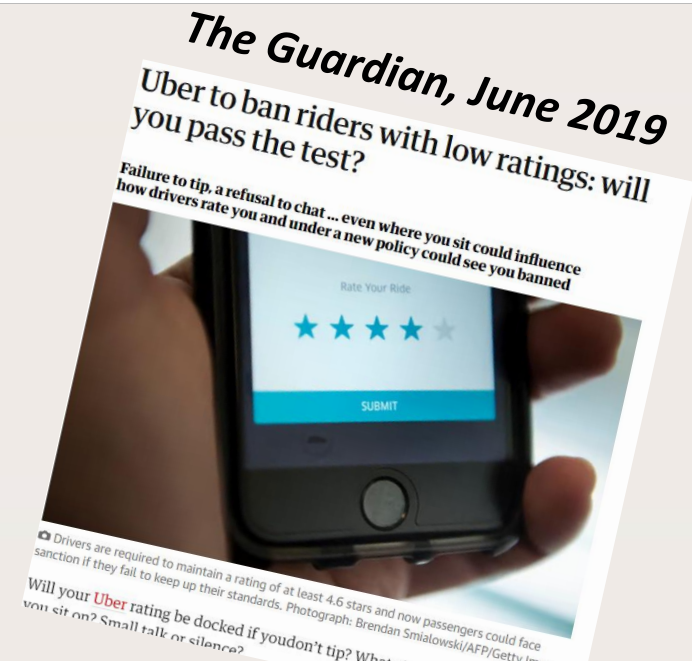 The Guardian, June 2019
Uber to ban riders with low ratings: will
you pass the test?
Failure to tip, a refusal to chat ... even where you sit could influence
how drivers rate you and under a new policy could see you banned
Rate Your Ride
SUBMIT
Drivers are required to maintain a rating of at least 4.6 stars and now passengers could face
sanction if they fail to keep up their standards. Photograph: Brendan Smialowski/AFP/Getty
Will your Uber rating be docked if youdon't tip?
you sit on? Small talk or silence?